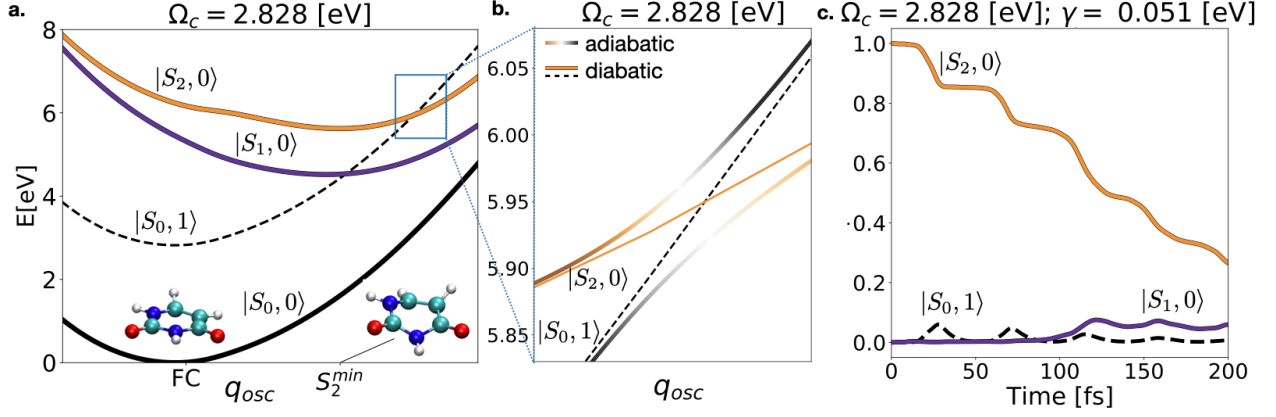 a.
Ω_c = 2.828 [eV]
8
6
4
2
0
E[eV]
|S_2, 0⟩
|S_1, 0⟩
|S_0, 1⟩
|S_0, 0⟩
FC
q_osc
S_2^min
b.
Ω_c = 2.828 [eV]
adiabatic
diabatic
6.05
6.00
5.95
5.90
5.85
|S_2, 0⟩
|S_0, 1⟩
q_osc
c.
Ω_c = 2.828 [eV]; γ = 0.051 [eV]
1.0
0.8
0.6
·0.4
0.2
0.0
|S_2, 0⟩
|S_0, 1⟩
|S_1, 0⟩
0
50
100
150
200
Time [fs]